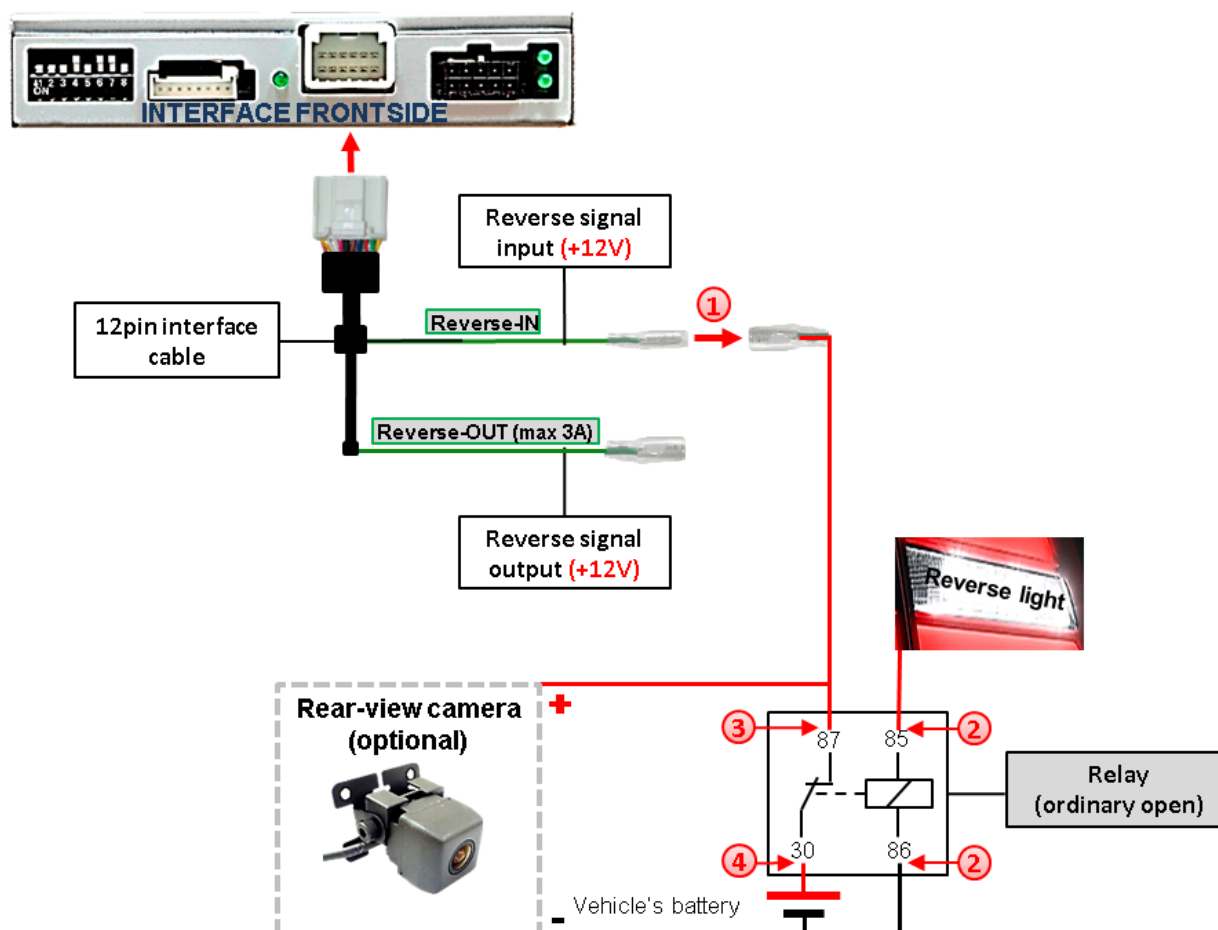 41 2 3 4 5 6 7 8
ON
INTERFACE FRONTSIDE
Reverse signal
input (+12V)
1
12pin interface
cable
Reverse-IN
Reverse-OUT (max 3A)
Reverse signal
output (+12V)
Reverse light
Rear-view camera
(optional)
+
3
87
85
2
Relay
(ordinary open)
4
30
86
2
- Vehicle's battery